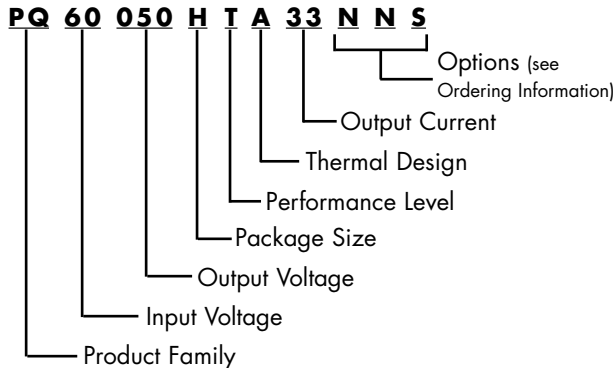 PQ 60 050 H T A 33 N N S
Options (see
Ordering Information)
Output Current
Thermal Design
Performance Level
Package Size
Output Voltage
Input Voltage
Product Family